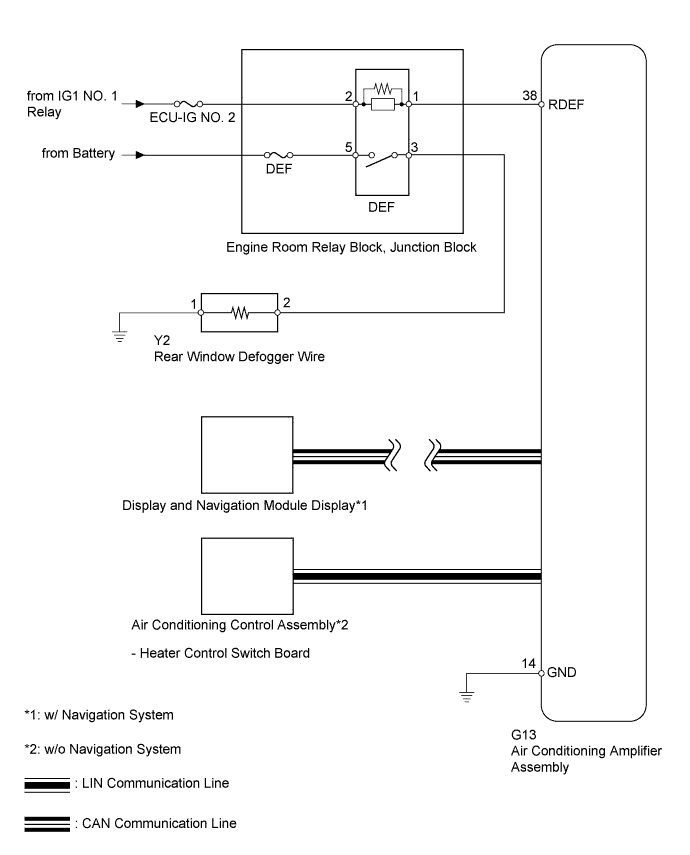 from IG1 NO. 1
Relay
ECU-IG NO. 2
2
1
38
RDEF
from Battery
DEF
5
3
DEF
Engine Room Relay Block, Junction Block
1
2
Y2
Rear Window Defogger Wire
Display and Navigation Module Display*1
Air Conditioning Control Assembly*2
- Heater Control Switch Board
14
GND
*1: w/ Navigation System
*2: w/o Navigation System
: LIN Communication Line
: CAN Communication Line
G13
Air Conditioning Amplifier
Assembly